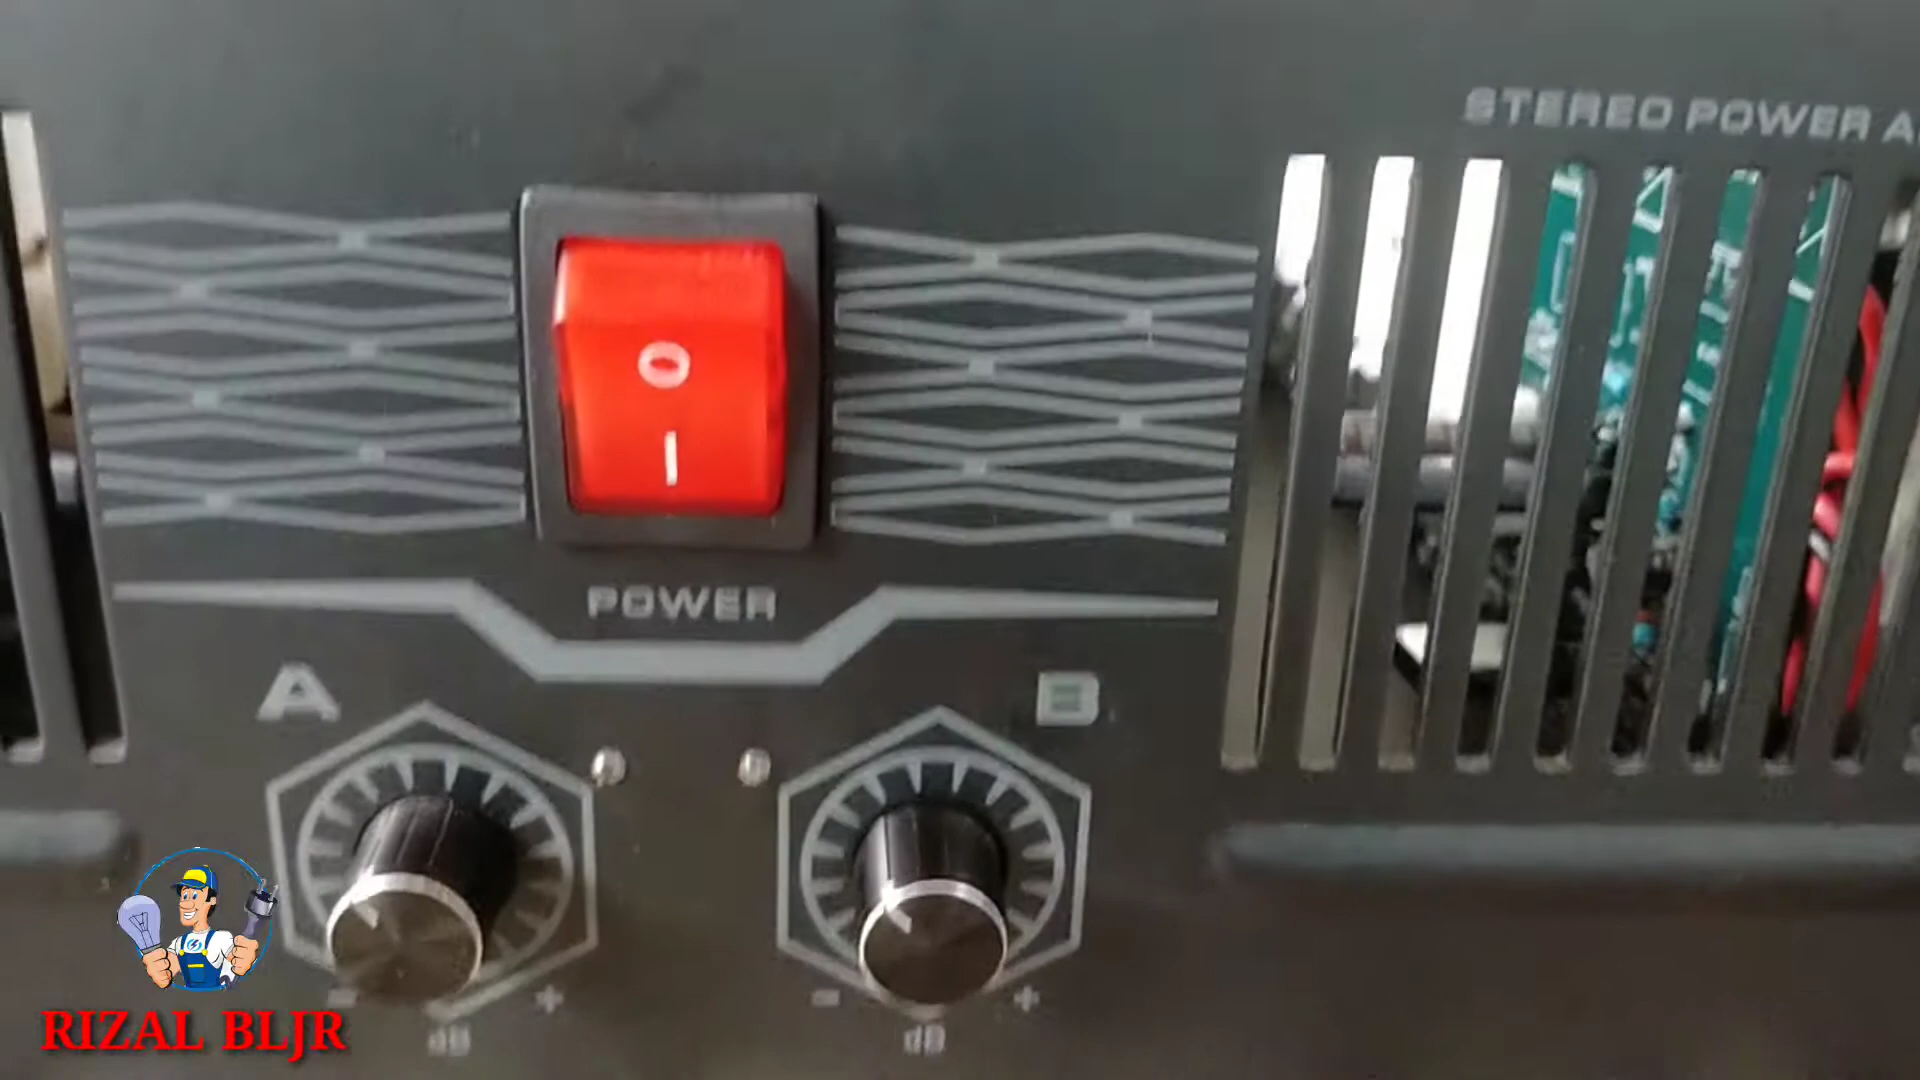 STEREO POWER
O
I
POWER
A
B
- +
dB
- +
dB
RIZAL BLJR